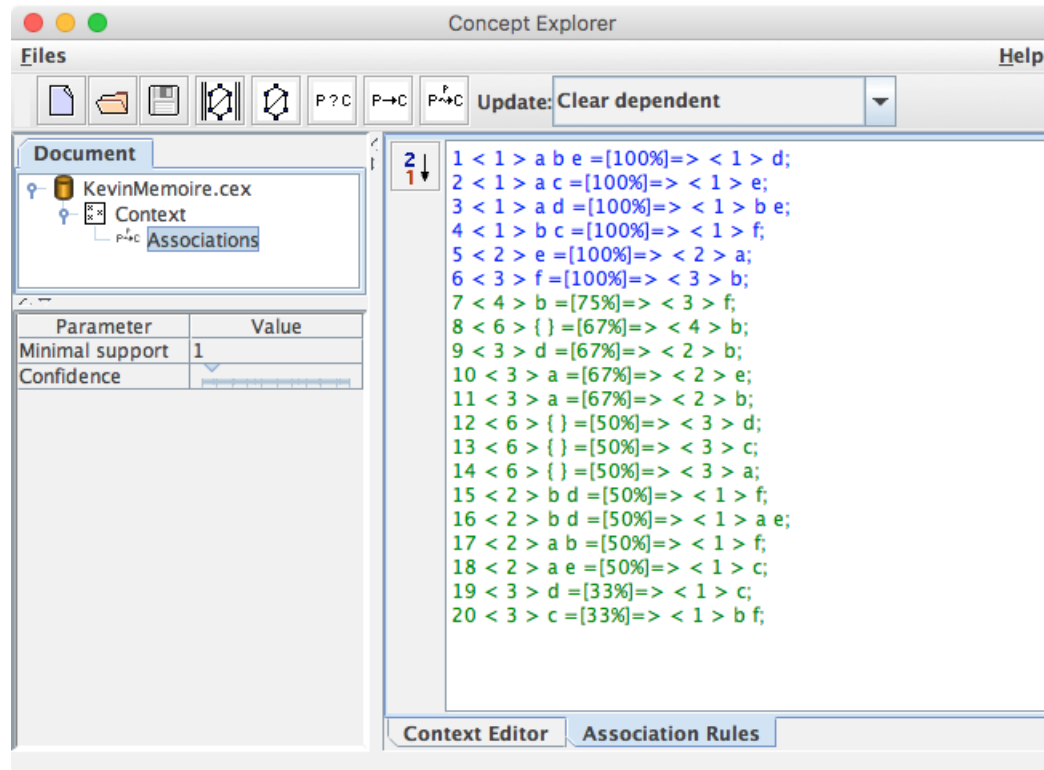 Concept Explorer
Files Help
P?C P→C Update: Clear dependent
Document
KevinMemoire.cex
Context
Associations
Parameter Value
Minimal support 1
Confidence
2
1
1 < 1 > a b e =[100%]=> < 1 > d;
2 < 1 > a c =[100%]=> < 1 > e;
3 < 1 > a d =[100%]=> < 1 > b e;
4 < 1 > b c =[100%]=> < 1 > f;
5 < 2 > e =[100%]=> < 2 > a;
6 < 3 > f =[100%]=> < 3 > b;
7 < 4 > b =[75%]=> < 3 > f;
8 < 6 > { } =[67%]=> < 4 > b;
9 < 3 > d =[67%]=> < 2 > b;
10 < 3 > a =[67%]=> < 2 > e;
11 < 3 > a =[67%]=> < 2 > b;
12 < 6 > { } =[50%]=> < 3 > d;
13 < 6 > { } =[50%]=> < 3 > c;
14 < 6 > { } =[50%]=> < 3 > a;
15 < 2 > b d =[50%]=> < 1 > f;
16 < 2 > b d =[50%]=> < 1 > a e;
17 < 2 > a b =[50%]=> < 1 > f;
18 < 2 > a e =[50%]=> < 1 > c;
19 < 3 > d =[33%]=> < 1 > c;
20 < 3 > c =[33%]=> < 1 > b f;
Context Editor Association Rules